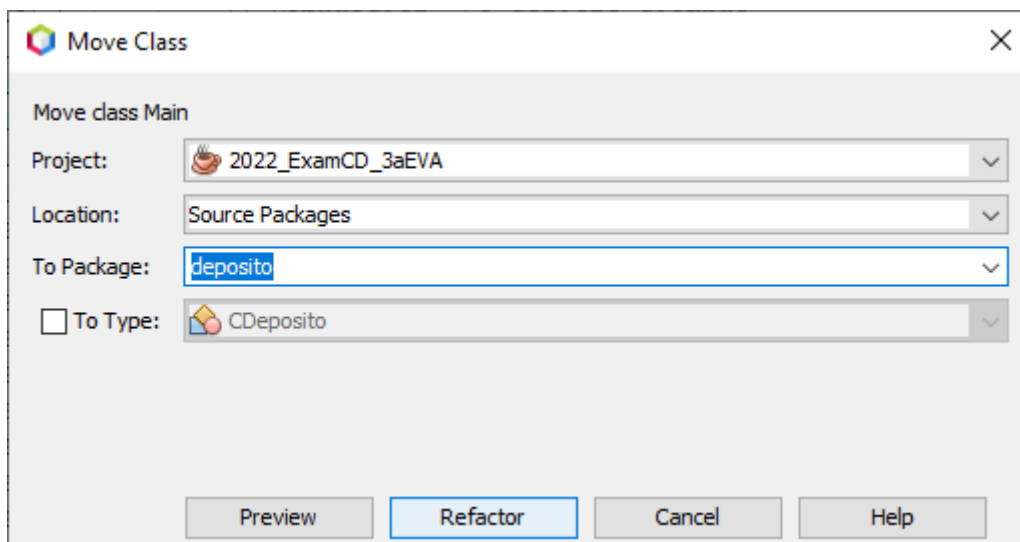 Move Class
Move class Main
Project: 2022_ExamCD_3aEVA
Location: Source Packages
To Package: deposito
To Type: CDeposito
Preview Refactor Cancel Help